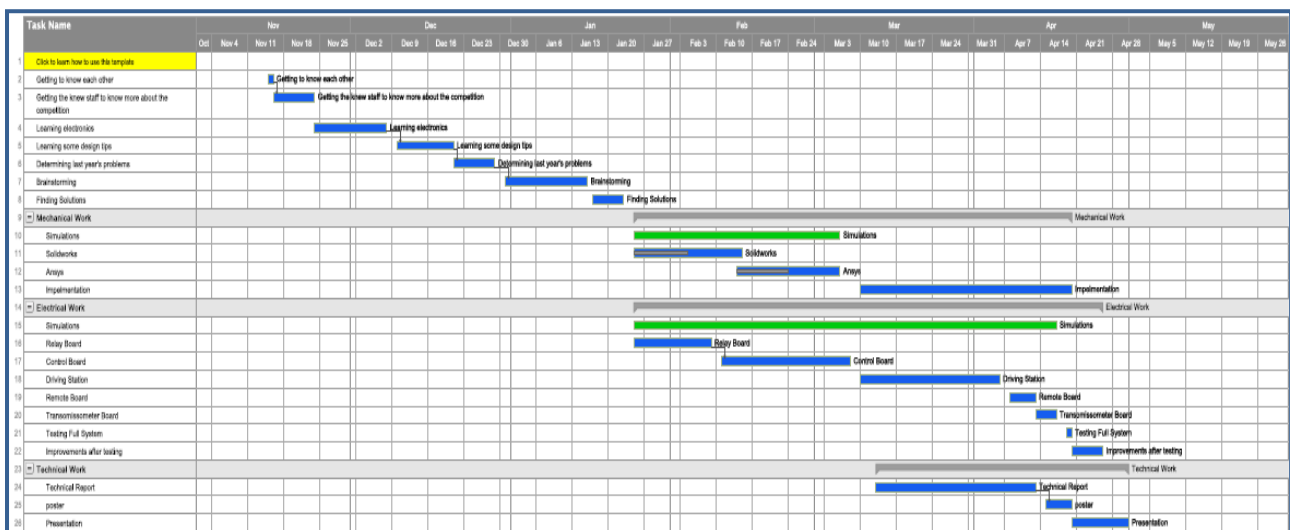 Task Name
Nov Dec Jan Feb Mar Apr May
Oct Nov 4 Nov 11 Nov 18 Nov 25 Dec 2 Dec 9 Dec 16 Dec 23 Dec 30 Jan 6 Jan 13 Jan 20 Jan 27 Feb 3 Feb 10 Feb 17 Feb 24 Mar 3 Mar 10 Mar 17 Mar 24 Mar 31 Apr 7 Apr 14 Apr 21 Apr 28 May 5 May 12 May 19 May 26
1 Click to learn how to use this template
2 Getting to know each other Getting to know each other
3 Getting the knew staff to know more about the Getting the knew staff to know more about the competition
competition
4 Learning electronics Learning electronics
5 Learning some design tips Learning some design tips
6 Determining last year's problems Determining last year's problems
7 Brainstorming Brainstorming
8 Finding Solutions Finding Solutions
9 Mechanical Work Mechanical Work
10 Simulations Simulations
11 Solidworks Solidworks
12 Ansys Ansys
13 Impelmentation Impelmentation
14 Electrical Work Electrical Work
15 Simulations Simulations
16 Relay Board Relay Board
17 Control Board Control Board
18 Driving Station Driving Station
19 Remote Board Remote Board
20 Transomissometer Board Transomissometer Board
21 Testing Full System Testing Full System
22 Improvements after testing Improvements after testing
23 Technical Work Technical Work
24 Technical Report Technical Report
25 poster poster
26 Presentation Presentation